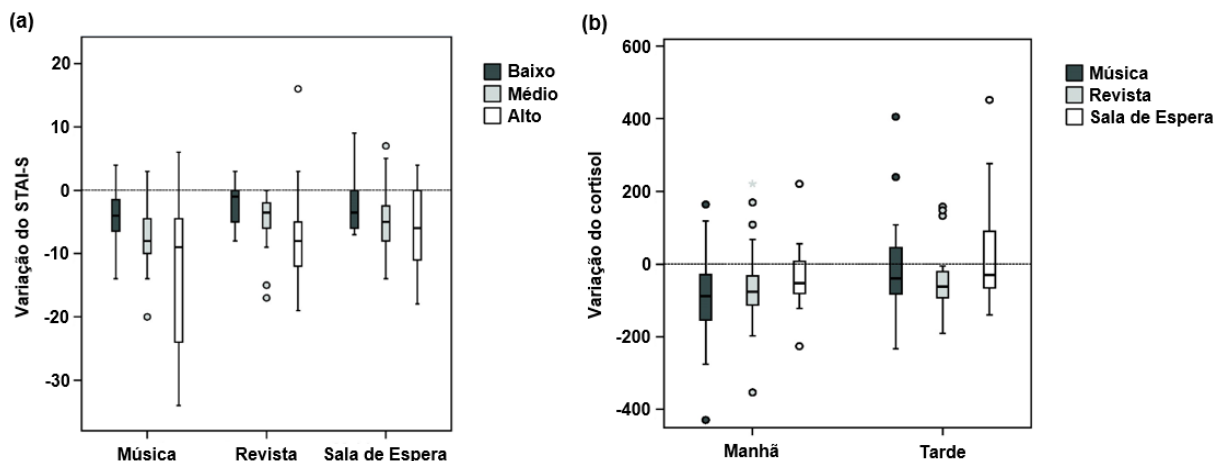 (a)
Variação do STAI-S
20
10
0
-10
-20
-30
Música Revista Sala de Espera
Baixo
Médio
Alto
(b)
Variação do cortisol
600
400
200
0
-200
-400
Manhã Tarde
Música
Revista
Sala de Espera